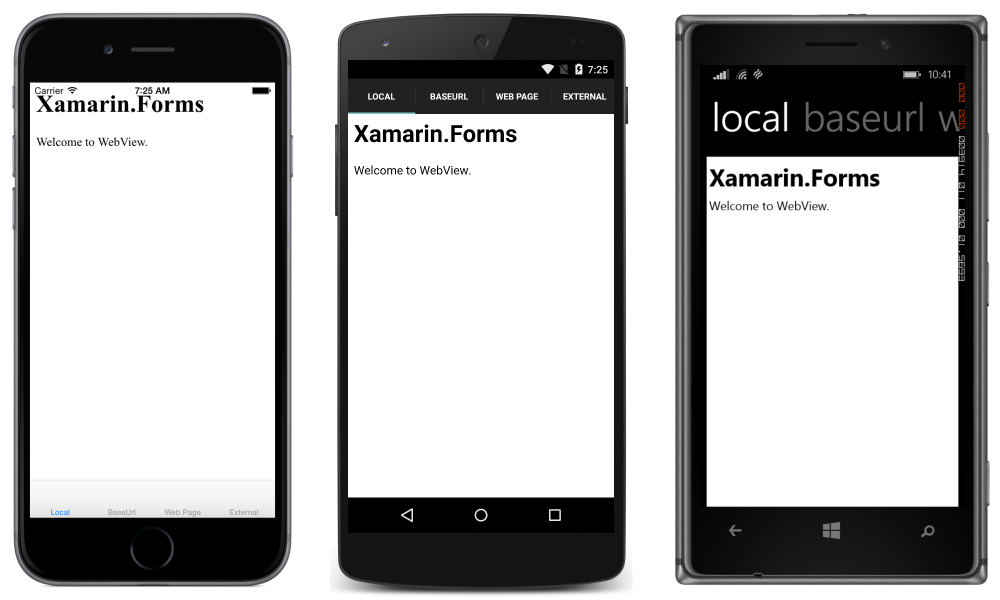 Carrier 7:25 AM
Xamarin.Forms
Welcome to WebView.
Local BaseUrl Web Page External
7:25
LOCAL BASEURL WEB PAGE EXTERNAL
Xamarin.Forms
Welcome to WebView.
10:41
local baseurl w
Xamarin.Forms
Welcome to WebView.